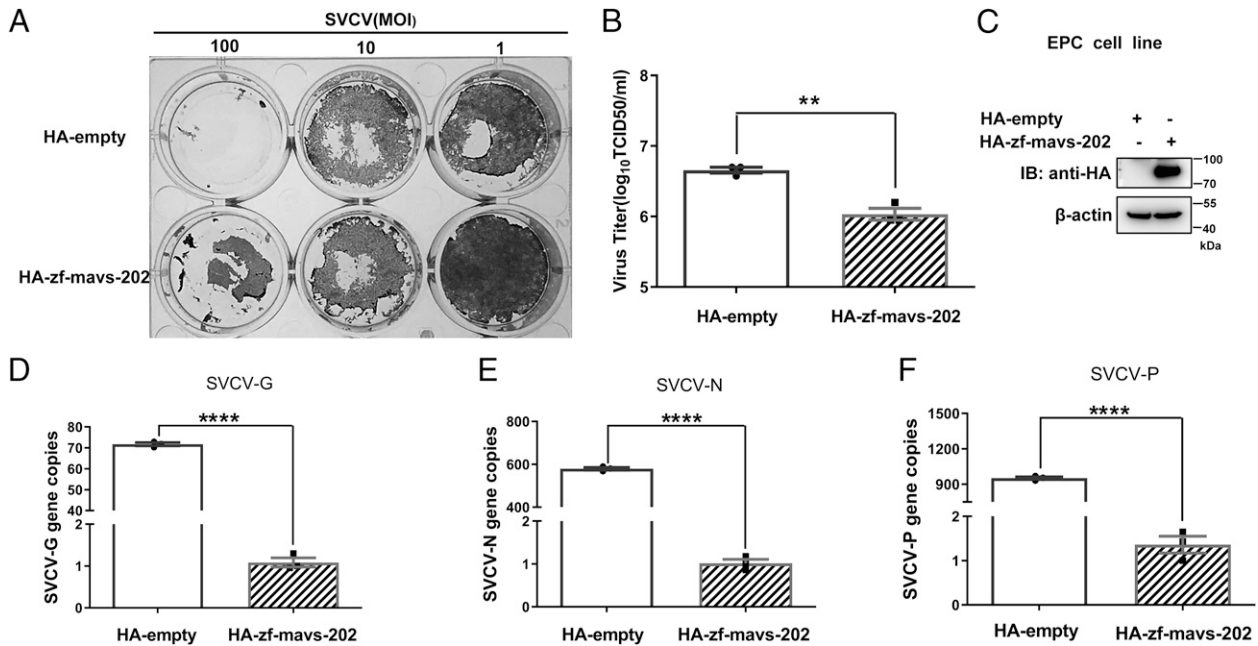 A
SVCV(MOI)
100 10 1
HA-empty
HA-zf-mavs-202
B
Virus Titer(log10TCID50/ml)
8
7
6
5
**
HA-empty HA-zf-mavs-202
C
EPC cell line
HA-empty + -
HA-zf-mavs-202 - +
IB: anti-HA
100
70
β-actin
55
40
kDa
D
SVCV-G
SVCV-G gene copies
80
70
60
50
40
2
1
0
****
HA-empty HA-zf-mavs-202
E
SVCV-N
SVCV-N gene copies
800
600
400
2
1
0
****
HA-empty HA-zf-mavs-202
F
SVCV-P
SVCV-P gene copies
1500
1200
900
2
1
0
****
HA-empty HA-zf-mavs-202